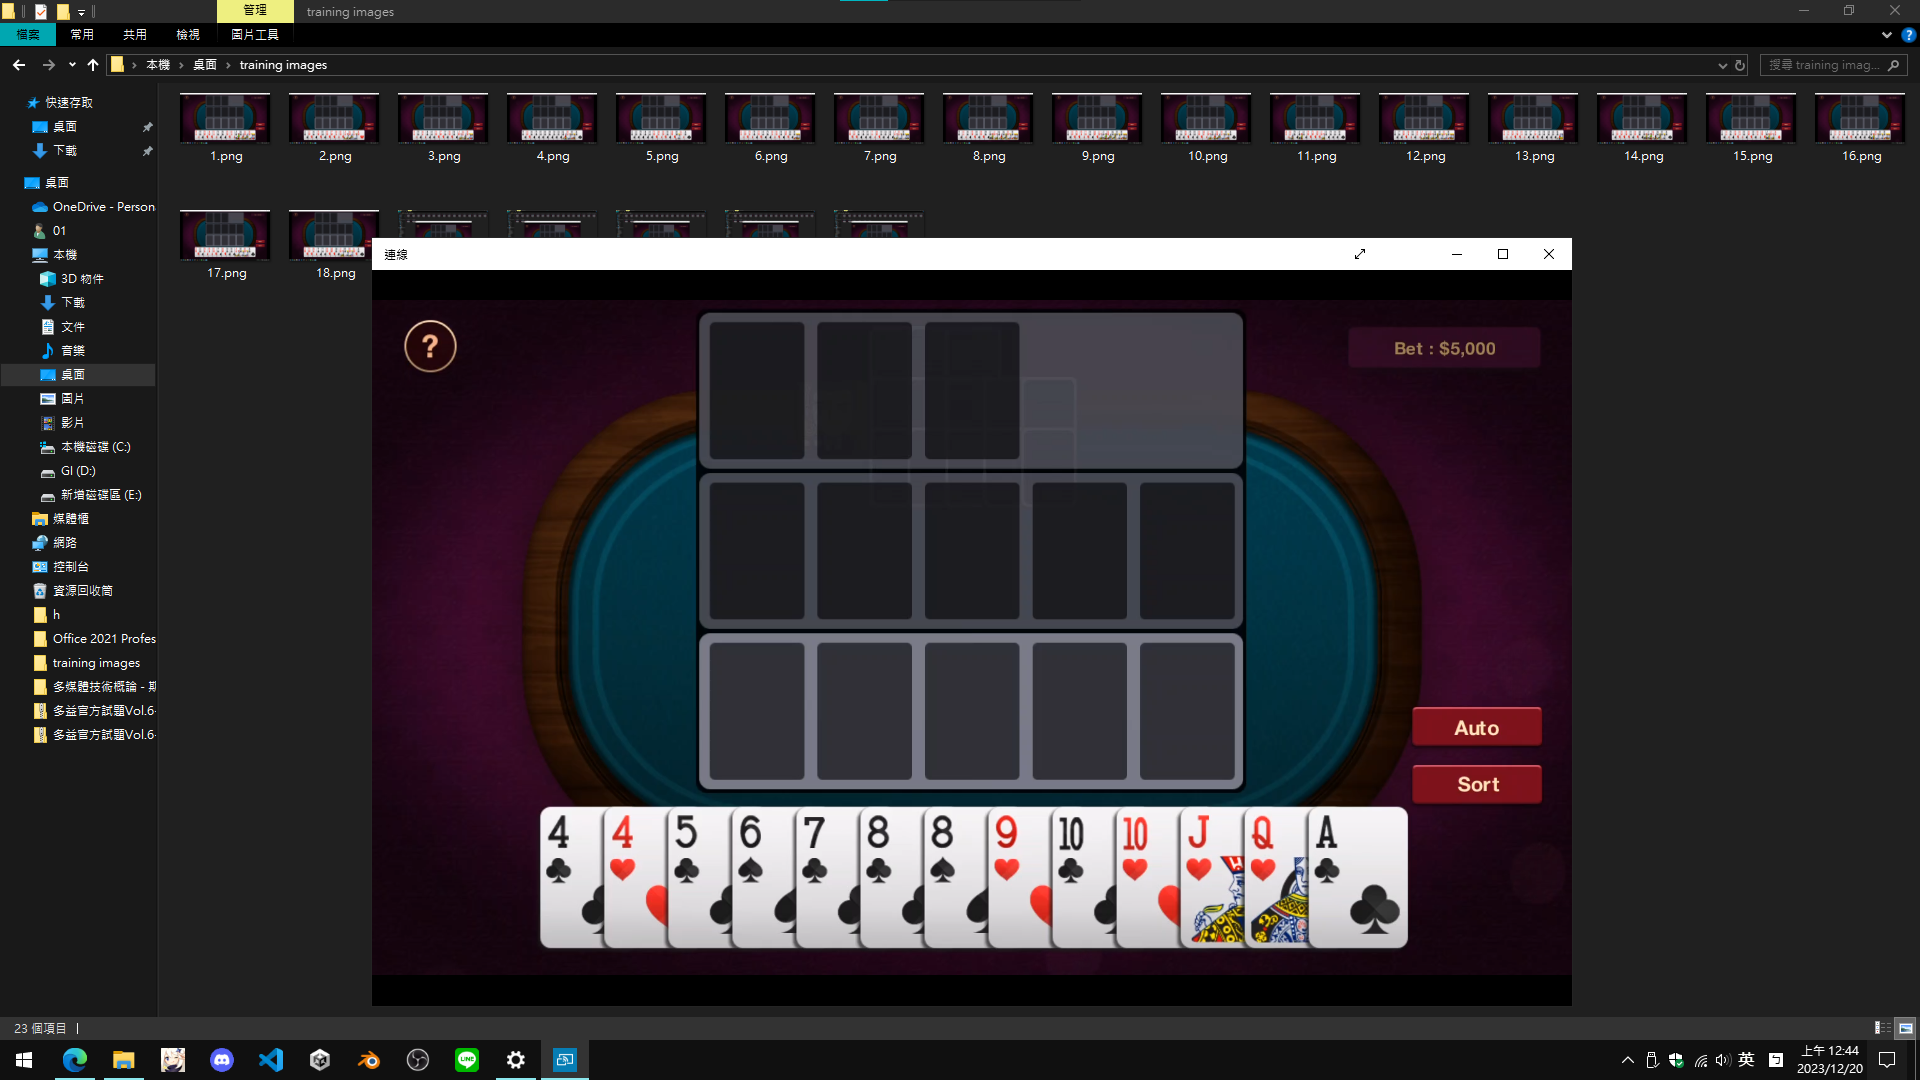 管理
training images
檔案
常用
共用
檢視
圖片工具
本機 › 桌面 › training images
搜尋 training imag...
快速存取
桌面
下載
桌面
OneDrive - Person
01
本機
3D 物件
下載
文件
音樂
桌面
圖片
影片
本機磁碟 (C:)
GI (D:)
新增磁碟區 (E:)
媒體櫃
網路
控制台
資源回收筒
h
Office 2021 Profes
training images
多媒體技術概論 - 期
多益官方試題Vol.6-
多益官方試題Vol.6-
1.png
2.png
3.png
4.png
5.png
6.png
7.png
8.png
9.png
10.png
11.png
12.png
13.png
14.png
15.png
16.png
17.png
18.png
連線
?
Bet : $5,000
Auto
Sort
4 4 5 6 7 8 8 9 10 10 J Q A
23 個項目
LINE
英
上午 12:44
2023/12/20